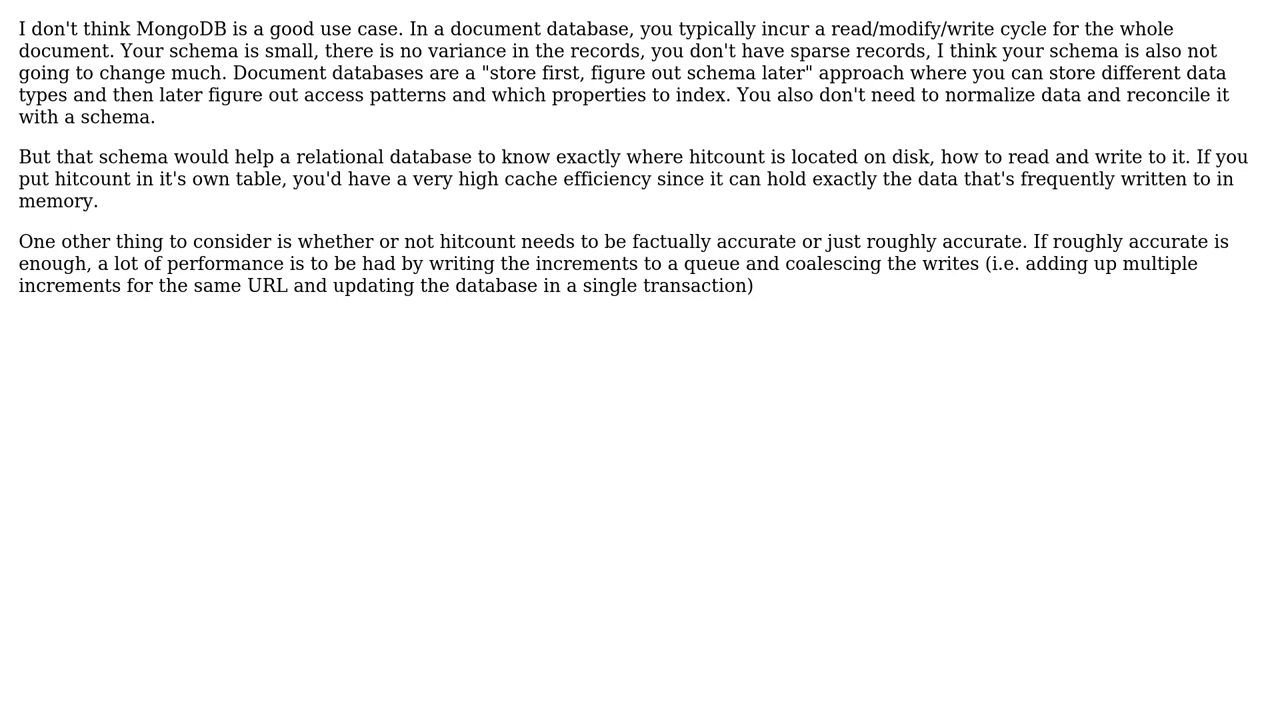 I don't think MongoDB is a good use case. In a document database, you typically incur a read/modify/write cycle for the whole
document. Your schema is small, there is no variance in the records, you don't have sparse records, I think your schema is also not
going to change much. Document databases are a "store first, figure out schema later" approach where you can store different data
types and then later figure out access patterns and which properties to index. You also don't need to normalize data and reconcile it
with a schema.
But that schema would help a relational database to know exactly where hitcount is located on disk, how to read and write to it. If you
put hitcount in it's own table, you'd have a very high cache efficiency since it can hold exactly the data that's frequently written to in
memory.
One other thing to consider is whether or not hitcount needs to be factually accurate or just roughly accurate. If roughly accurate is
enough, a lot of performance is to be had by writing the increments to a queue and coalescing the writes (i.e. adding up multiple
increments for the same URL and updating the database in a single transaction)